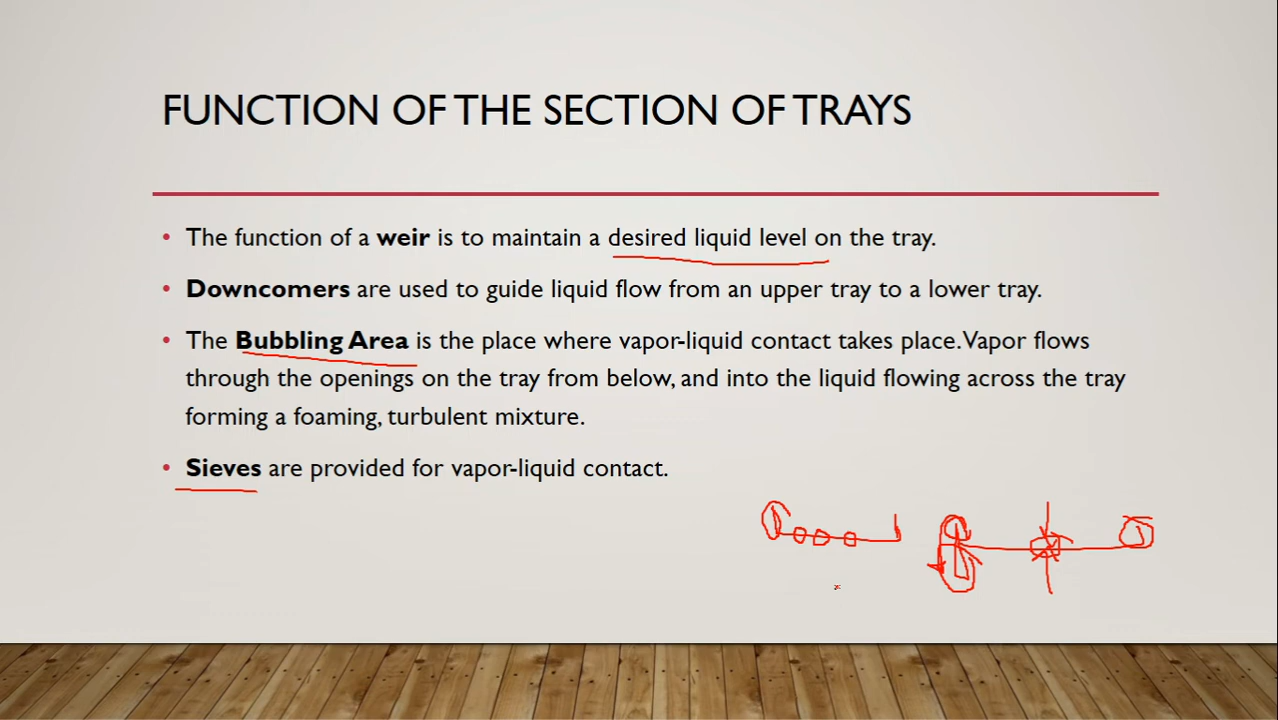 FUNCTION OF THE SECTION OF TRAYS
• The function of a weir is to maintain a desired liquid level on the tray.
• Downcomers are used to guide liquid flow from an upper tray to a lower tray.
• The Bubbling Area is the place where vapor-liquid contact takes place. Vapor flows
through the openings on the tray from below, and into the liquid flowing across the tray
forming a foaming, turbulent mixture.
• Sieves are provided for vapor-liquid contact.